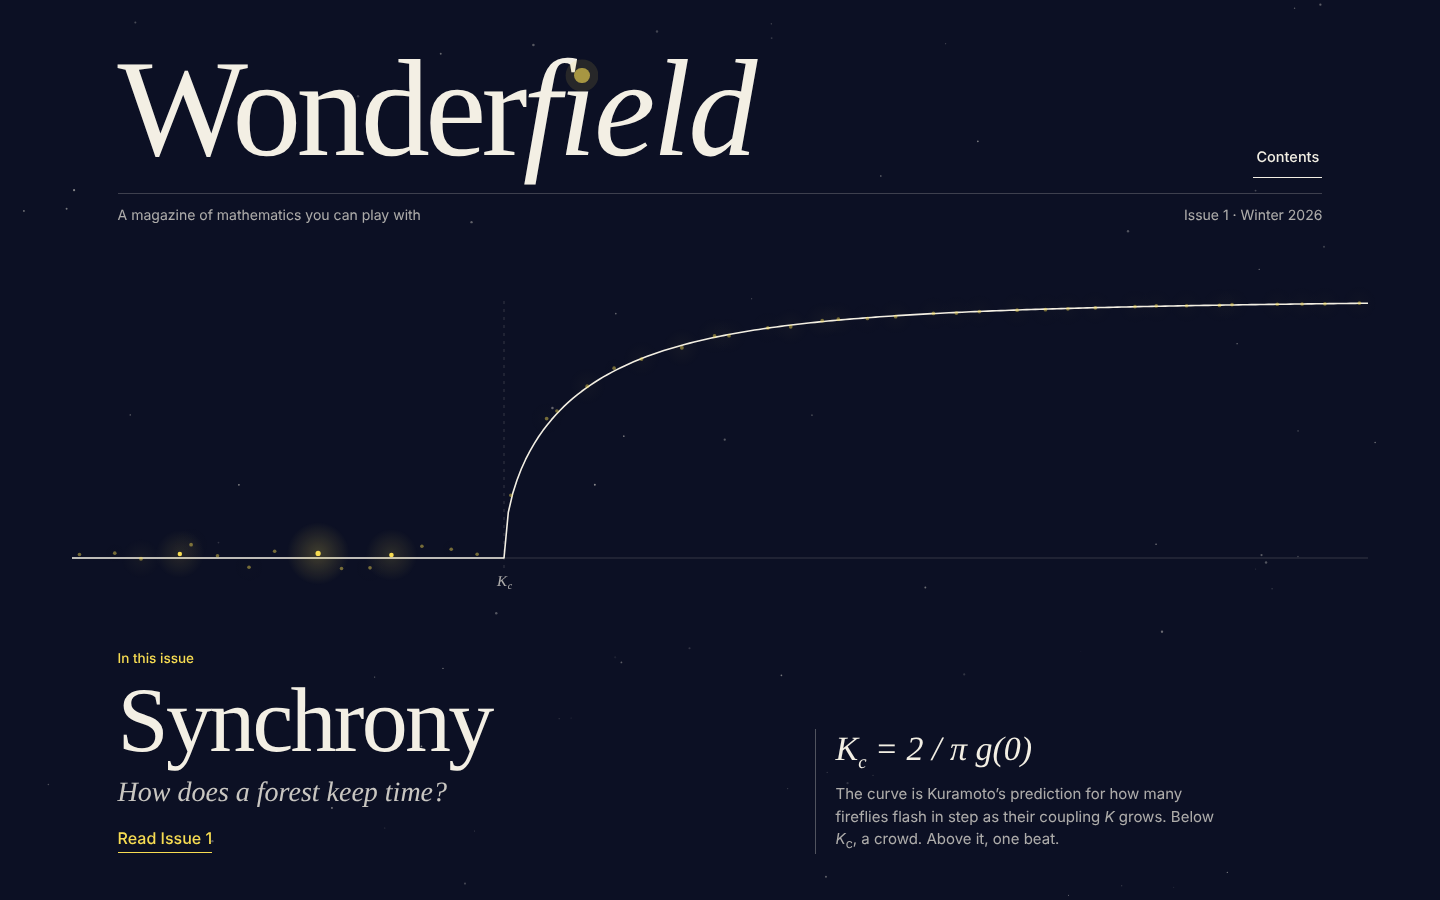 Wonderfield
Contents
A magazine of mathematics you can play with
Issue 1 · Winter 2026
Kc
In this issue
Synchrony
How does a forest keep time?
Read Issue 1
Kc = 2 / π g(0)
The curve is Kuramoto’s prediction for how many
fireflies flash in step as their coupling K grows. Below
Kc, a crowd. Above it, one beat.